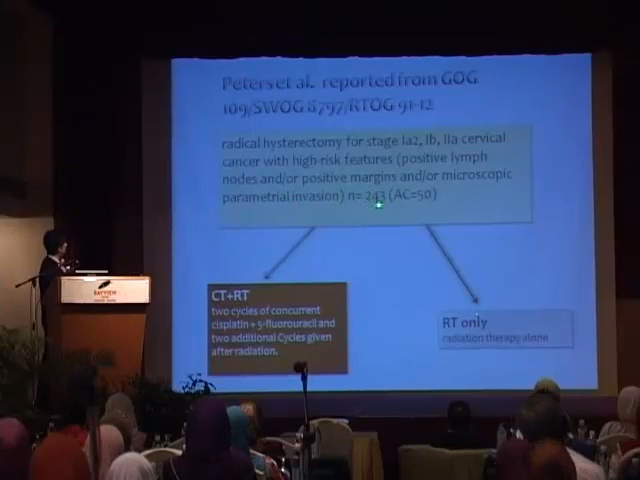 Peters et al. reported from GOG
109/SWOG 8797/RTOG 91-12
radical hysterectomy for stage Ia2, Ib, IIa cervical
cancer with high-risk features (positive lymph
nodes and/or positive margins and/or microscopic
parametrial invasion) n= 243 (AC=50)
CT+RT
two cycles of concurrent
cisplatin + 5-fluorouracil and
two additional Cycles given
after radiation.
RT only
radiation therapy alone
BAYVIEW